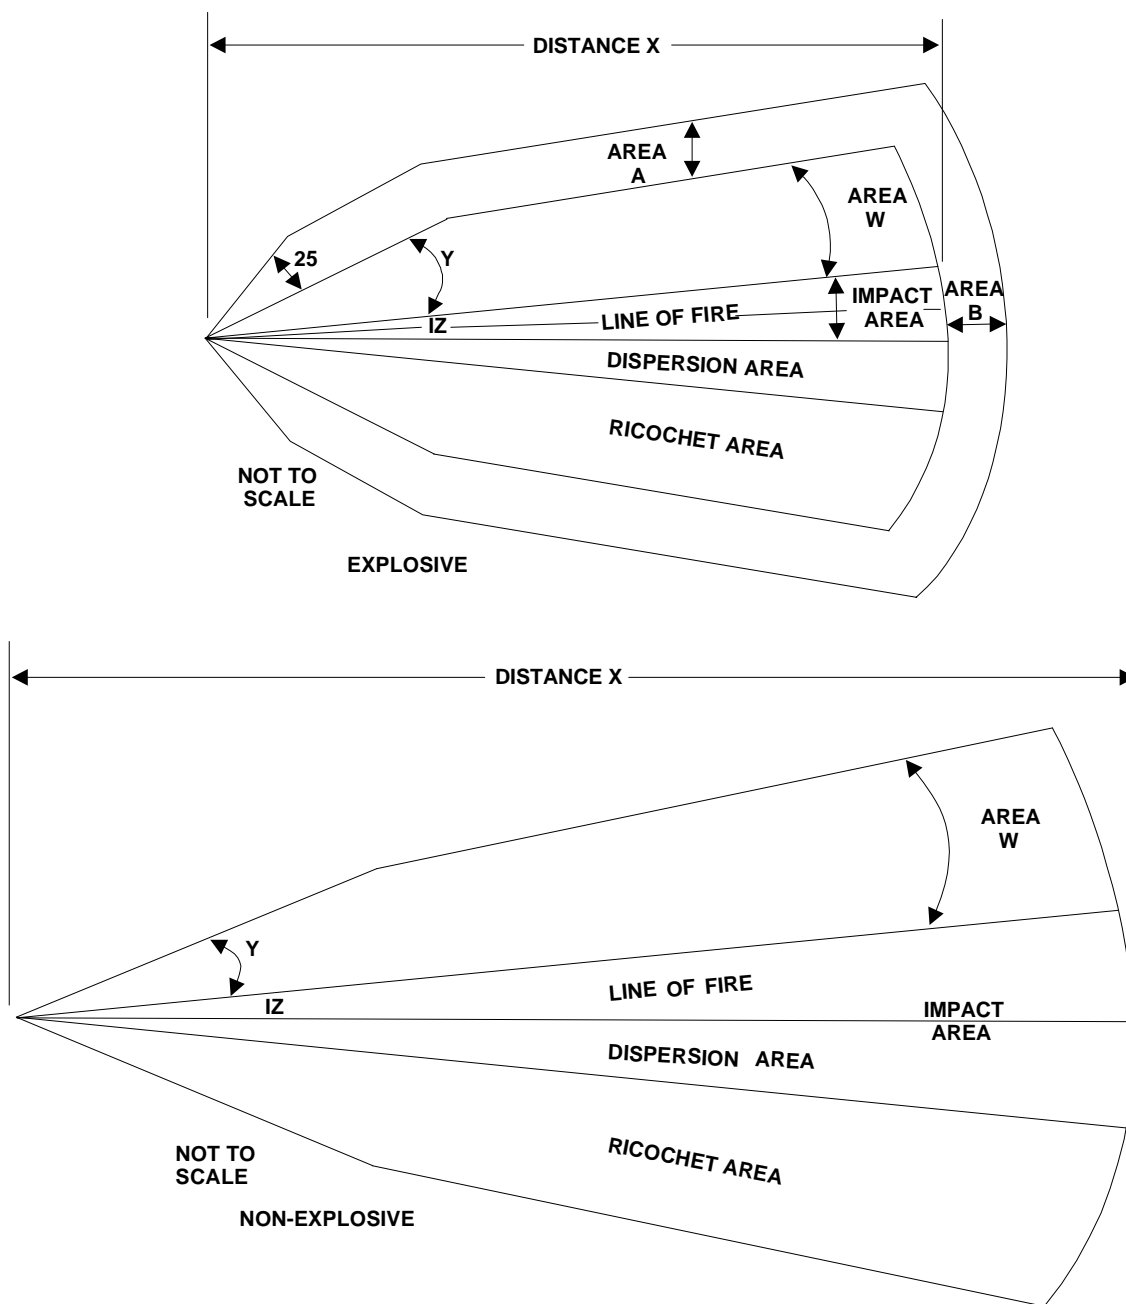 DISTANCE X
AREA
A
AREA
W
25
Y
IZ
LINE OF FIRE
IMPACT
AREA
AREA
B
DISPERSION AREA
RICOCHET AREA
NOT TO
SCALE
EXPLOSIVE
DISTANCE X
AREA
W
Y
IZ
LINE OF FIRE
IMPACT
AREA
DISPERSION AREA
RICOCHET AREA
NOT TO
SCALE
NON-EXPLOSIVE